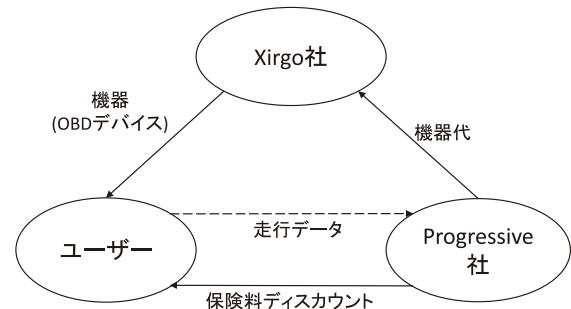 Xirgo社
機器
(OBDデバイス)
機器代
走行データ
ユーザー
Progressive
社
保険料ディスカウント